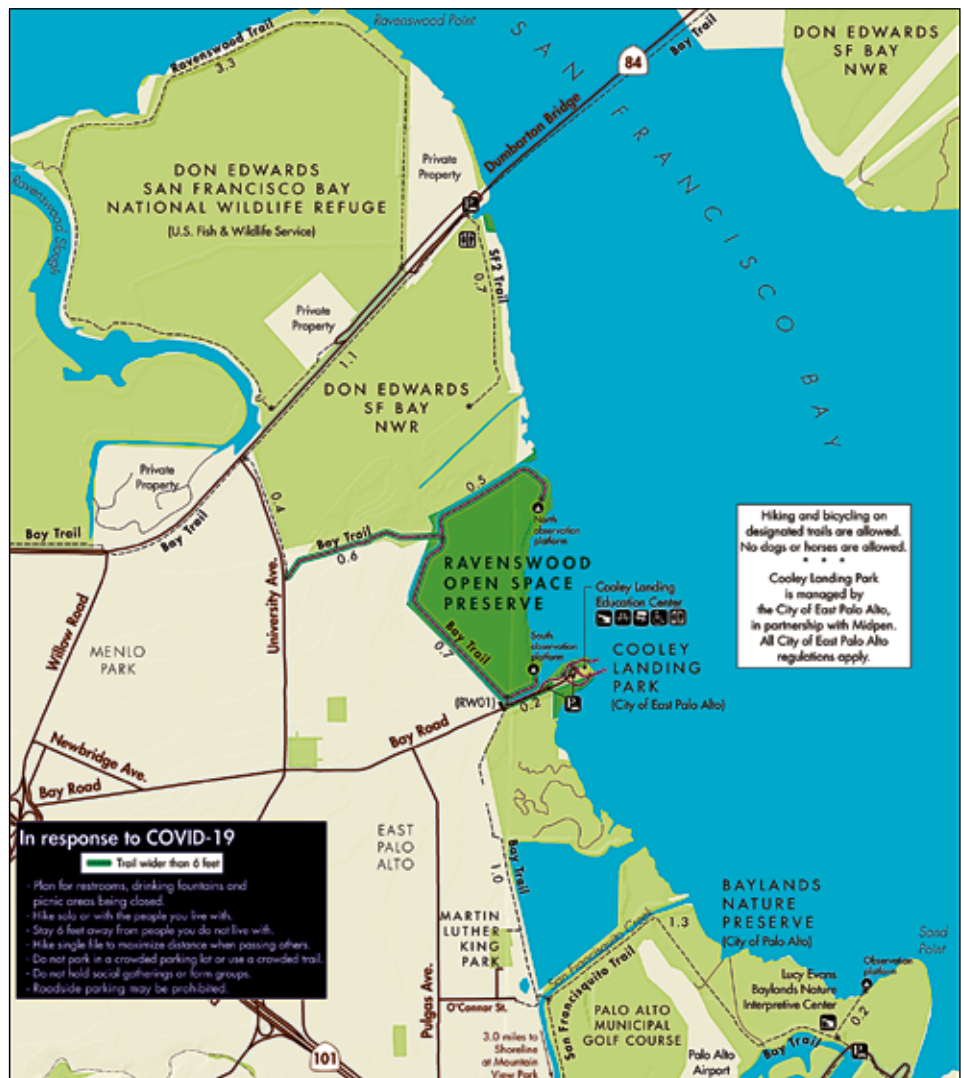 Ravenswood Point
Ravenswood Trail
3.3
SAN FRANCISCO BAY
84
Bay Trail
DON EDWARDS
SF BAY
NWR
Dumbarton Bridge
Private
Property
DON EDWARDS
SAN FRANCISCO BAY
NATIONAL WILDLIFE REFUGE
(U.S. Fish & Wildlife Service)
Ravenswood Slough
SF2 Trail
0.7
Private
Property
1.1
DON EDWARDS
SF BAY
NWR
Private
Property
0.4
0.5
North
observation
platform
Bay Trail
Bay Trail
Bay Trail
0.6
University Ave.
Willow Road
MENLO
PARK
RAVENSWOOD
OPEN SPACE
PRESERVE
Bay Trail
0.7
South
observation
platform
Cooley Landing
Education Center
COOLEY
LANDING
PARK
(City of East Palo Alto)
(RW01)
0.2
Hiking and bicycling on
designated trails are allowed.
No dogs or horses are allowed.
* * *
Cooley Landing Park
is managed by
the City of East Palo Alto,
in partnership with Midpen.
All City of East Palo Alto
regulations apply.
Newbridge Ave.
Bay Road
Bay Road
EAST
PALO
ALTO
Bay Trail
1.0
In response to COVID-19
Trail wider than 6 feet
- Plan for restrooms, drinking fountains and
picnic areas being closed.
- Hike solo or with the people you live with.
- Stay 6 feet away from people you do not live with.
- Hike single file to maximize distance when passing others.
- Do not park in a crowded parking lot or use a crowded trail.
- Do not hold social gatherings or form groups.
- Roadside parking may be prohibited.
MARTIN
LUTHER
KING
PARK
Pulgas Ave.
O'Connor St.
101
3.0 miles to
Shoreline
at Mountain
View Park
San Francisquito Creek
San Francisquito Trail
1.3
BAYLANDS
NATURE
PRESERVE
(City of Palo Alto)
Sand
Point
Observation
platform
Lucy Evans
Baylands Nature
Interpretive Center
0.2
PALO ALTO
MUNICIPAL
GOLF COURSE
Palo Alto
Airport
Bay Trail